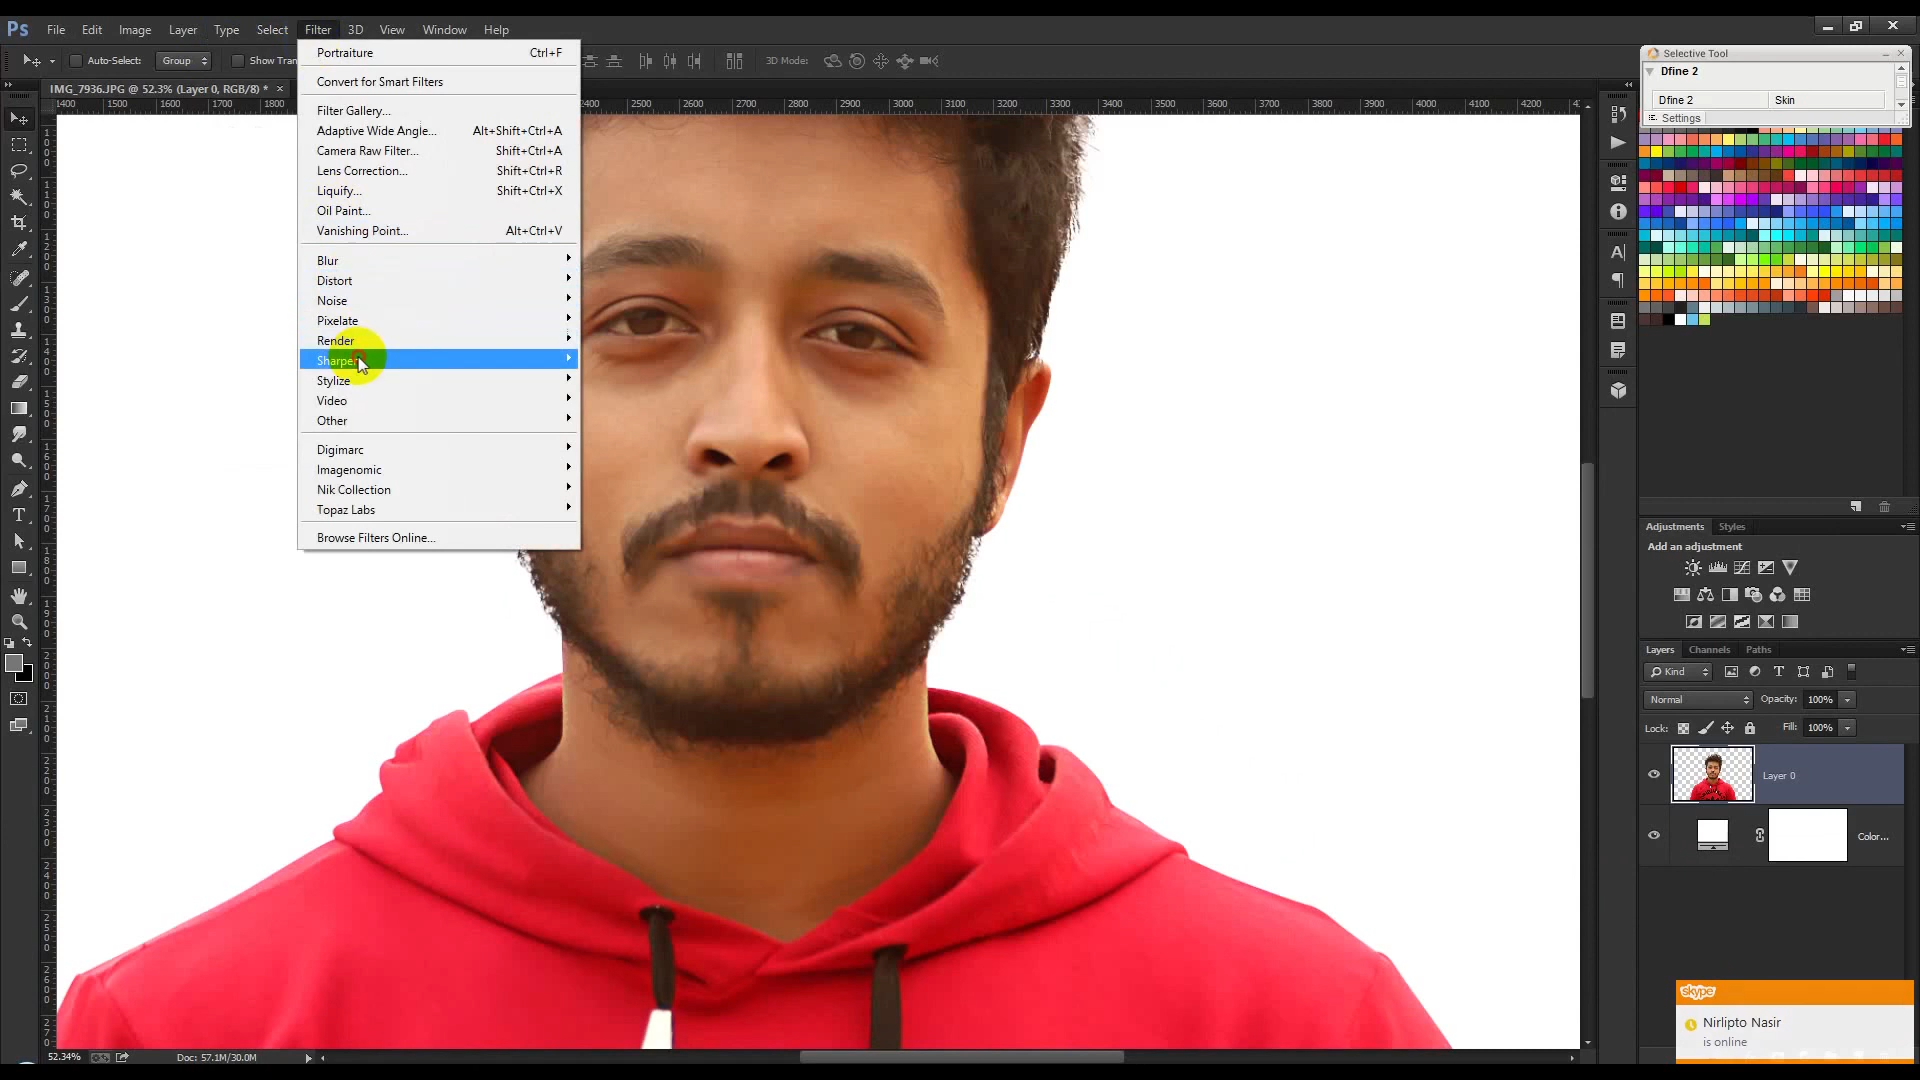 Ps File Edit Image Layer Type Select Filter 3D View Window Help
Auto-Select: Group Show Tran 3D Mode:
IMG_7936.JPG @ 52.3% (Layer 0, RGB/8) * ×
1400 1500 1600 1700 1800 2400 2500 2600 2700 2800 2900 3000 3100 3200 3300 3400 3500 3600 3700 3800 3900 4000 4100 4200
Portraiture Ctrl+F
Convert for Smart Filters
Filter Gallery...
Adaptive Wide Angle... Alt+Shift+Ctrl+A
Camera Raw Filter... Shift+Ctrl+A
Lens Correction... Shift+Ctrl+R
Liquify... Shift+Ctrl+X
Oil Paint...
Vanishing Point... Alt+Ctrl+V
Blur
Distort
Noise
Pixelate
Render
Sharpen
Stylize
Video
Other
Digimarc
Imagenomic
Nik Collection
Topaz Labs
Browse Filters Online...
Selective Tool
Dfine 2
Dfine 2 Skin
Settings
Adjustments Styles
Add an adjustment
Layers Channels Paths
Kind
Normal Opacity: 100%
Lock: Fill: 100%
Layer 0
Color...
skype
Nirlipto Nasir
is online
52.34% Doc: 57.1M/30.0M